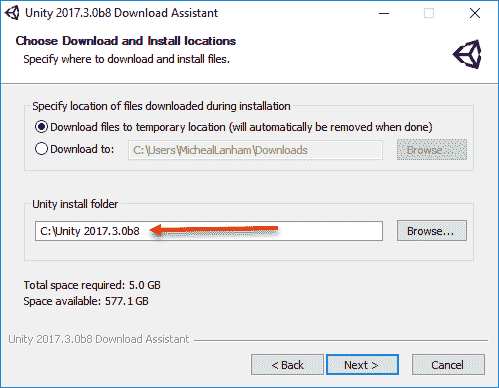 Unity 2017.3.0b8 Download Assistant
Choose Download and Install locations
Specify where to download and install files.
Specify location of files downloaded during installation
Download files to temporary location (will automatically be removed when done)
Download to: C:\Users\MichealLanham\Downloads Browse...
Unity install folder
C:\Unity 2017.3.0b8 Browse...
Total space required: 5.0 GB
Space available: 577.1 GB
Unity 2017.3.0b8 Download Assistant
< Back Next > Cancel